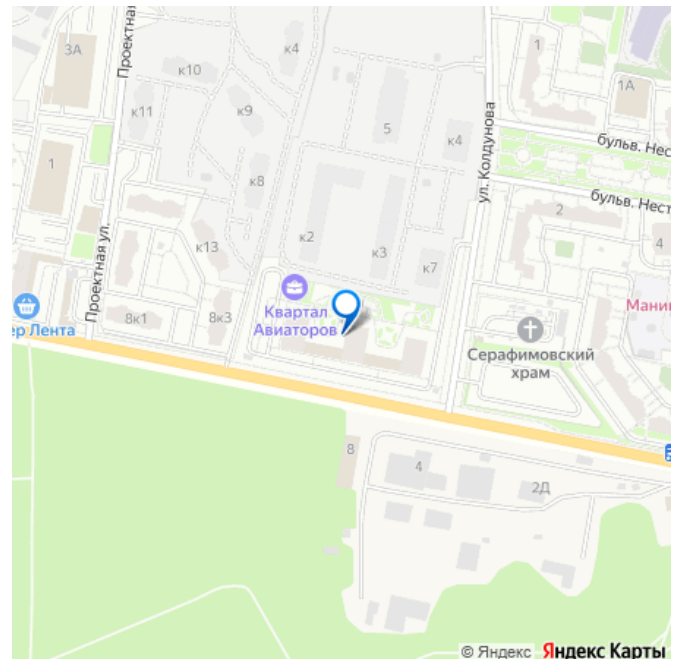 3А
Проектная
к10
к4
к11
к9
5
к4
1
1А
бульв. Нес
ул. Колдунова
1
к8
бульв. Нест
2
4
к2
к3
к7
к13
Проектная ул.
8к1
8к3
Квартал
Авиаторов
ер Лента
Серафимовский
храм
Мани
8
4
2Д
© Яндекс Яндекс Карты